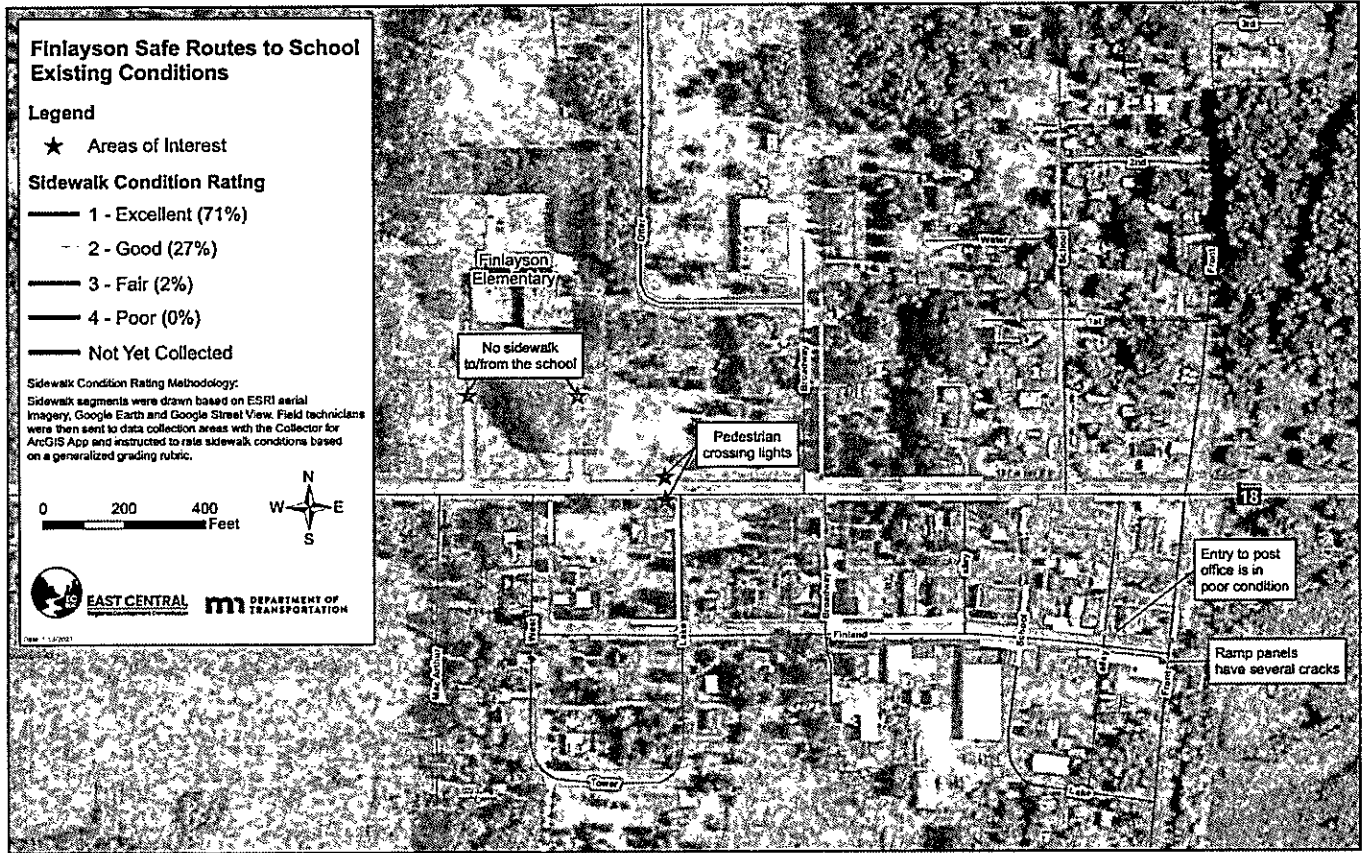 Finlayson Safe Routes to School
Existing Conditions
Legend
Areas of Interest
Sidewalk Condition Rating
1 - Excellent (71%)
2 - Good (27%)
3 - Fair (2%)
4 - Poor (0%)
Not Yet Collected
Sidewalk Condition Rating Methodology:
Sidewalk segments were drawn based on ESRI aerial
imagery, Google Earth and Google Street View. Field technicians
were then sent to data collection areas with the Collector for
ArcGIS App and instructed to rate sidewalk conditions based
on a generalized grading rubric.
0 200 400
Feet
N
W E
S
EAST CENTRAL
DEPARTMENT OF
TRANSPORTATION
3rd
2nd
Otter
Water
School
Front
Finlayson
Elementary
1st
Broadway
No sidewalk
to/from the school
Pedestrian
crossing lights
18
Entry to post
office is in
poor condition
Broadway
Finland
School
Lake
MacArthur
Front
Ramp panels
have several cracks
Tower